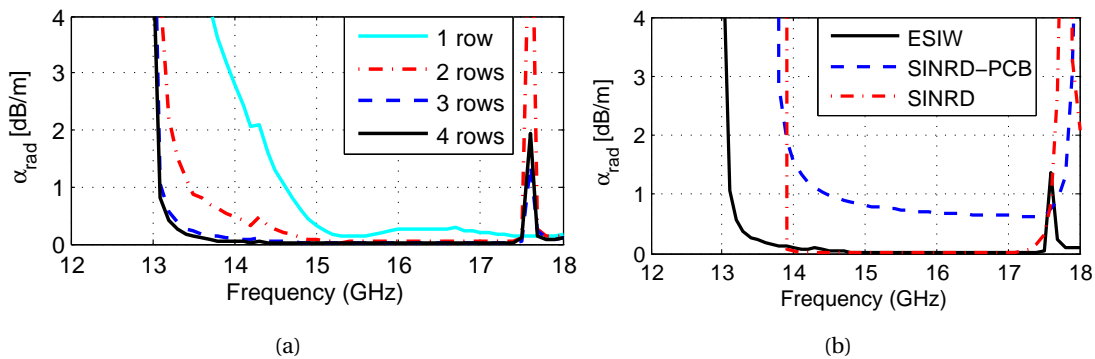 4
3
2
1
0
α_rad [dB/m]
1 row
2 rows
3 rows
4 rows
12 13 14 15 16 17 18
Frequency (GHz)
(a)
4
3
2
1
0
α_rad [dB/m]
ESIW
SINRD−PCB
SINRD
12 13 14 15 16 17 18
Frequency (GHz)
(b)